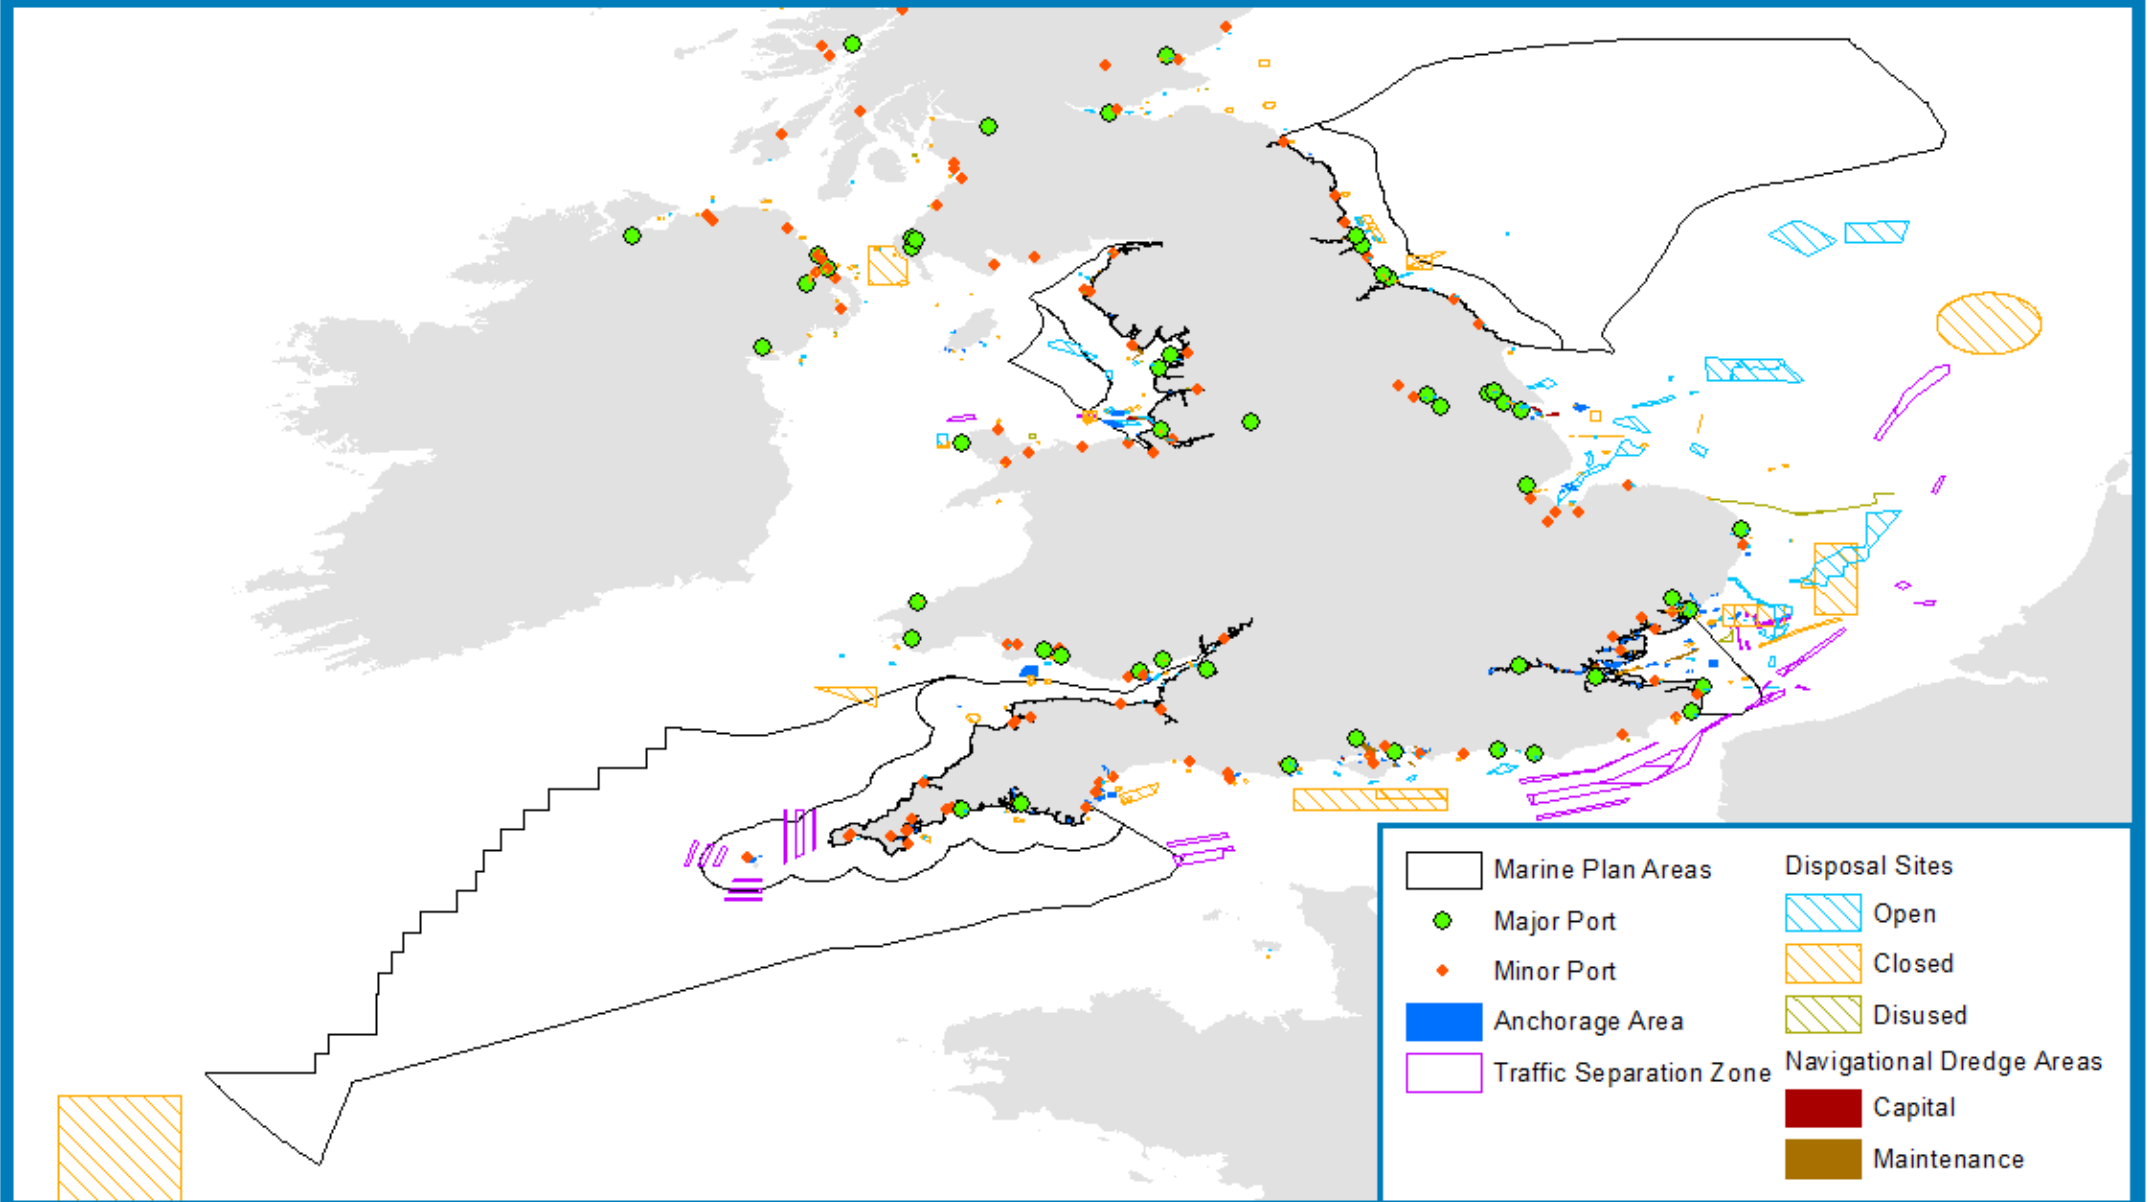 Marine Plan Areas
Major Port
Minor Port
Anchorage Area
Traffic Separation Zone
Disposal Sites
Open
Closed
Disused
Navigational Dredge Areas
Capital
Maintenance